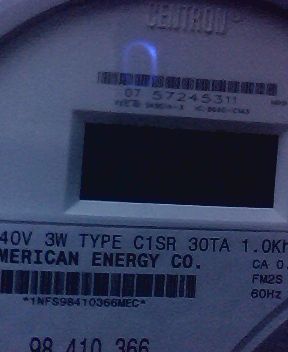 CENTRON
07 57245311
40V 3W TYPE C1SR 30TA 1.0Kh
MERICAN ENERGY CO.
CA 0.
FM2S
60Hz
*1NFS98410366MEC*
98 410 366